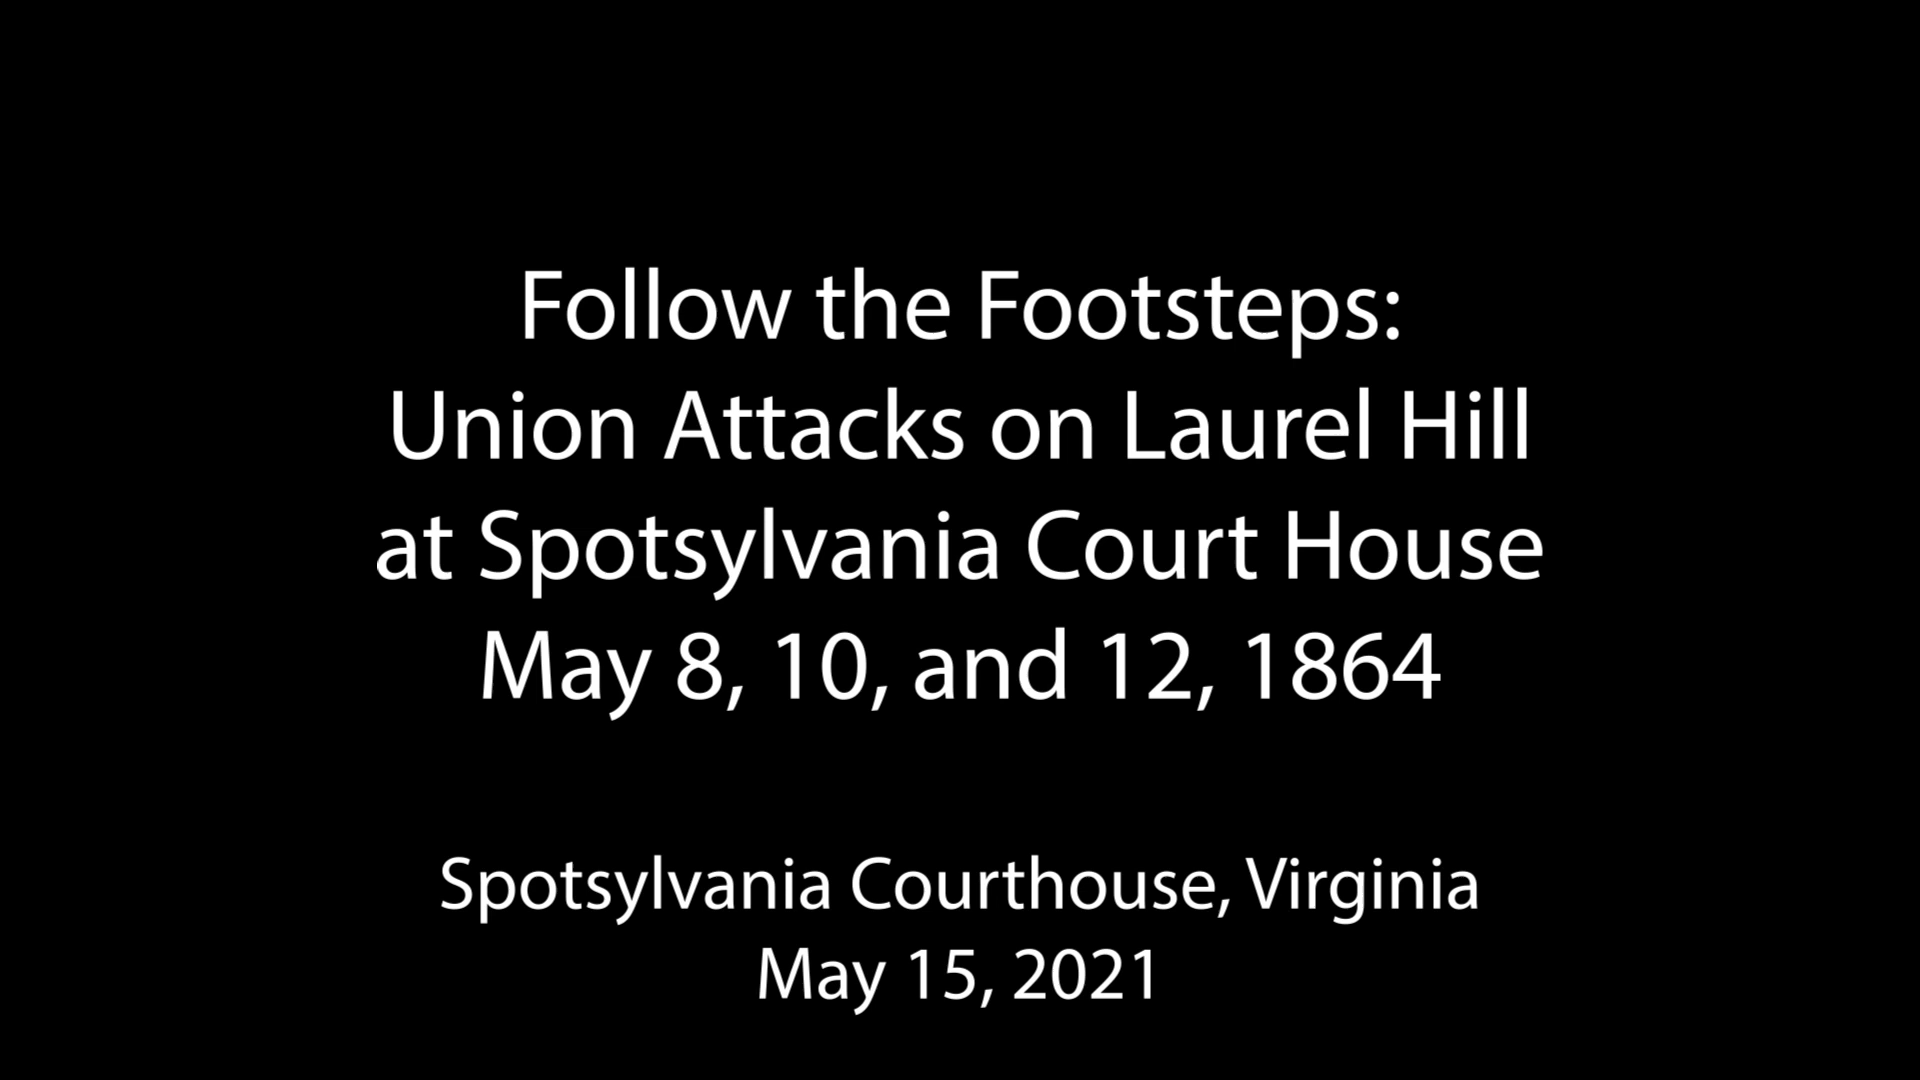 Follow the Footsteps:
Union Attacks on Laurel Hill
at Spotsylvania Court House
May 8, 10, and 12, 1864
Spotsylvania Courthouse, Virginia
May 15, 2021